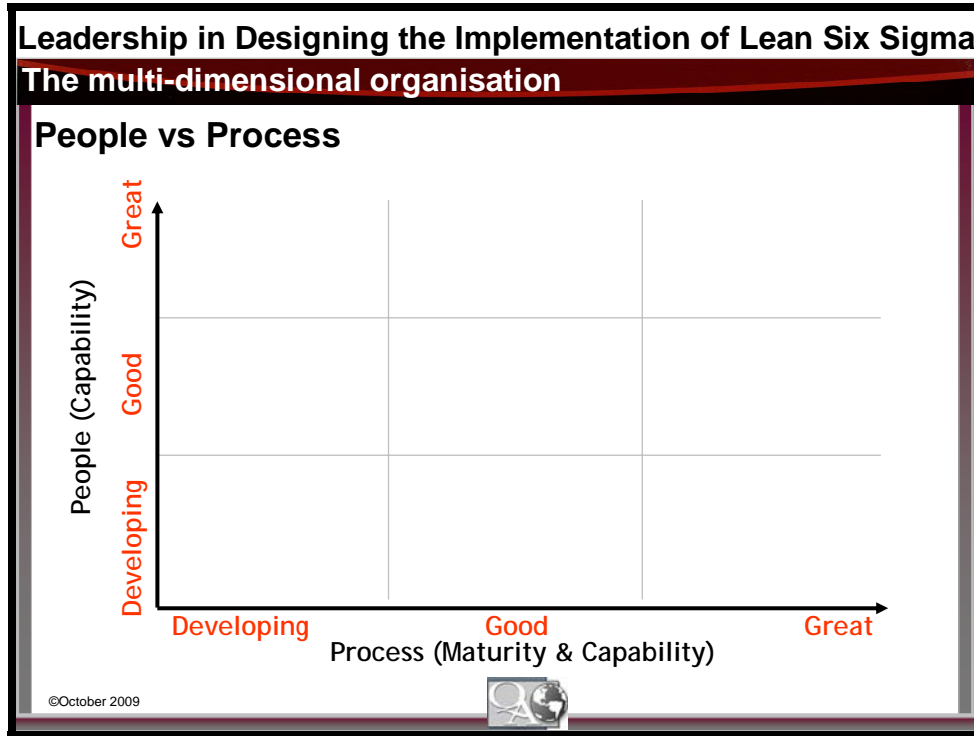 Leadership in Designing the Implementation of Lean Six Sigma
The multi-dimensional organisation
People vs Process
Great
Good
Developing
People (Capability)
Developing Good Great
Process (Maturity & Capability)
©October 2009
QA